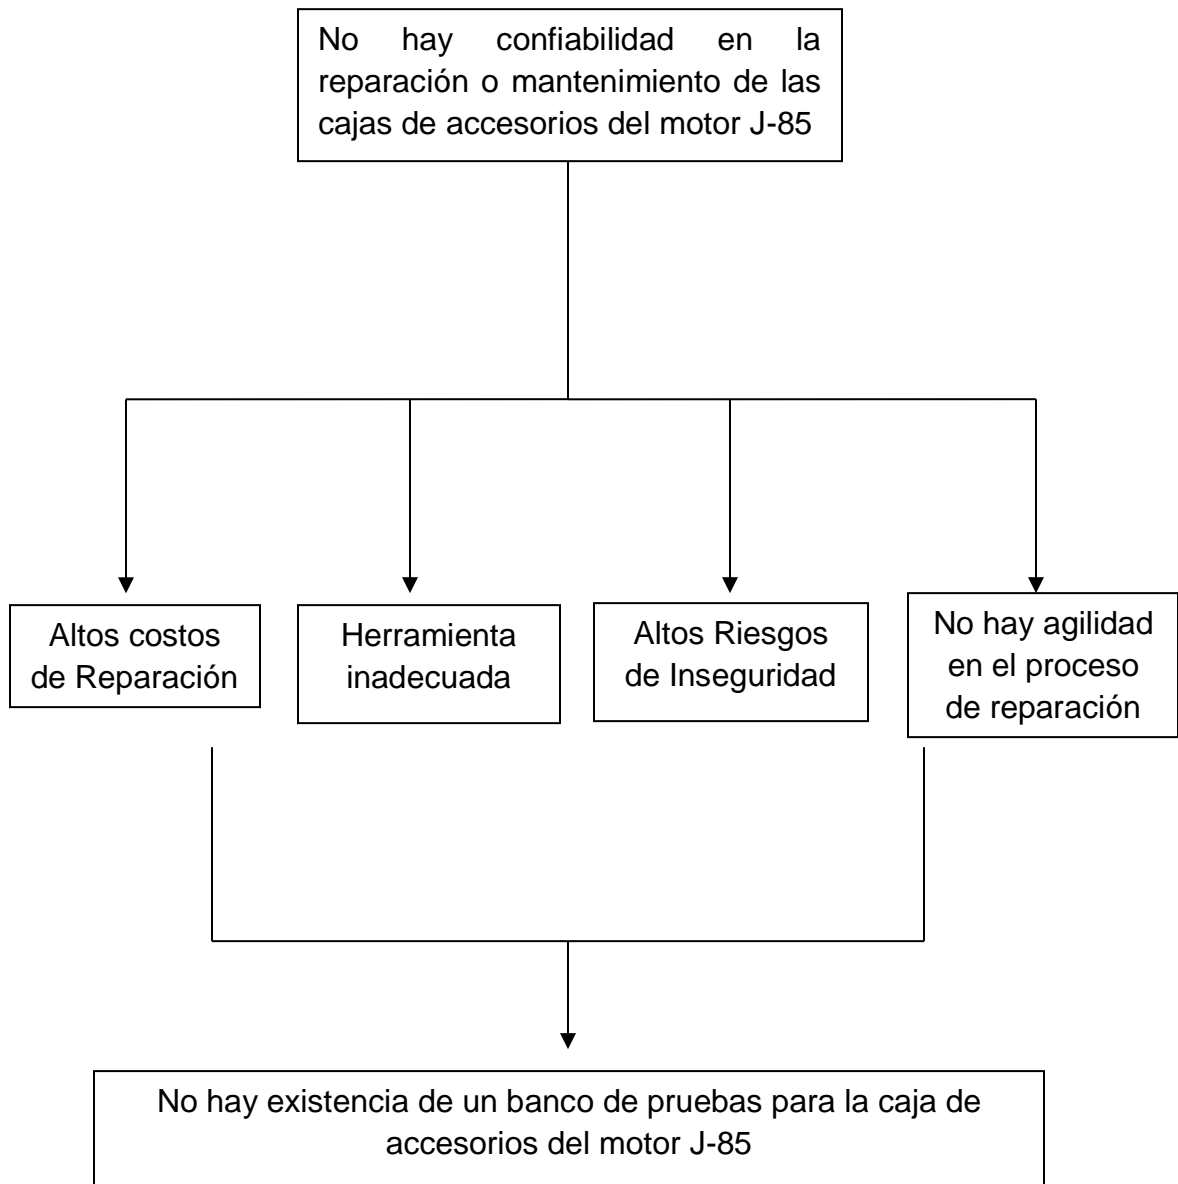 No hay confiabilidad en la
reparación o mantenimiento de las
cajas de accesorios del motor J-85
Altos costos
de Reparación
Herramienta
inadecuada
Altos Riesgos
de Inseguridad
No hay agilidad
en el proceso
de reparación
No hay existencia de un banco de pruebas para la caja de
accesorios del motor J-85